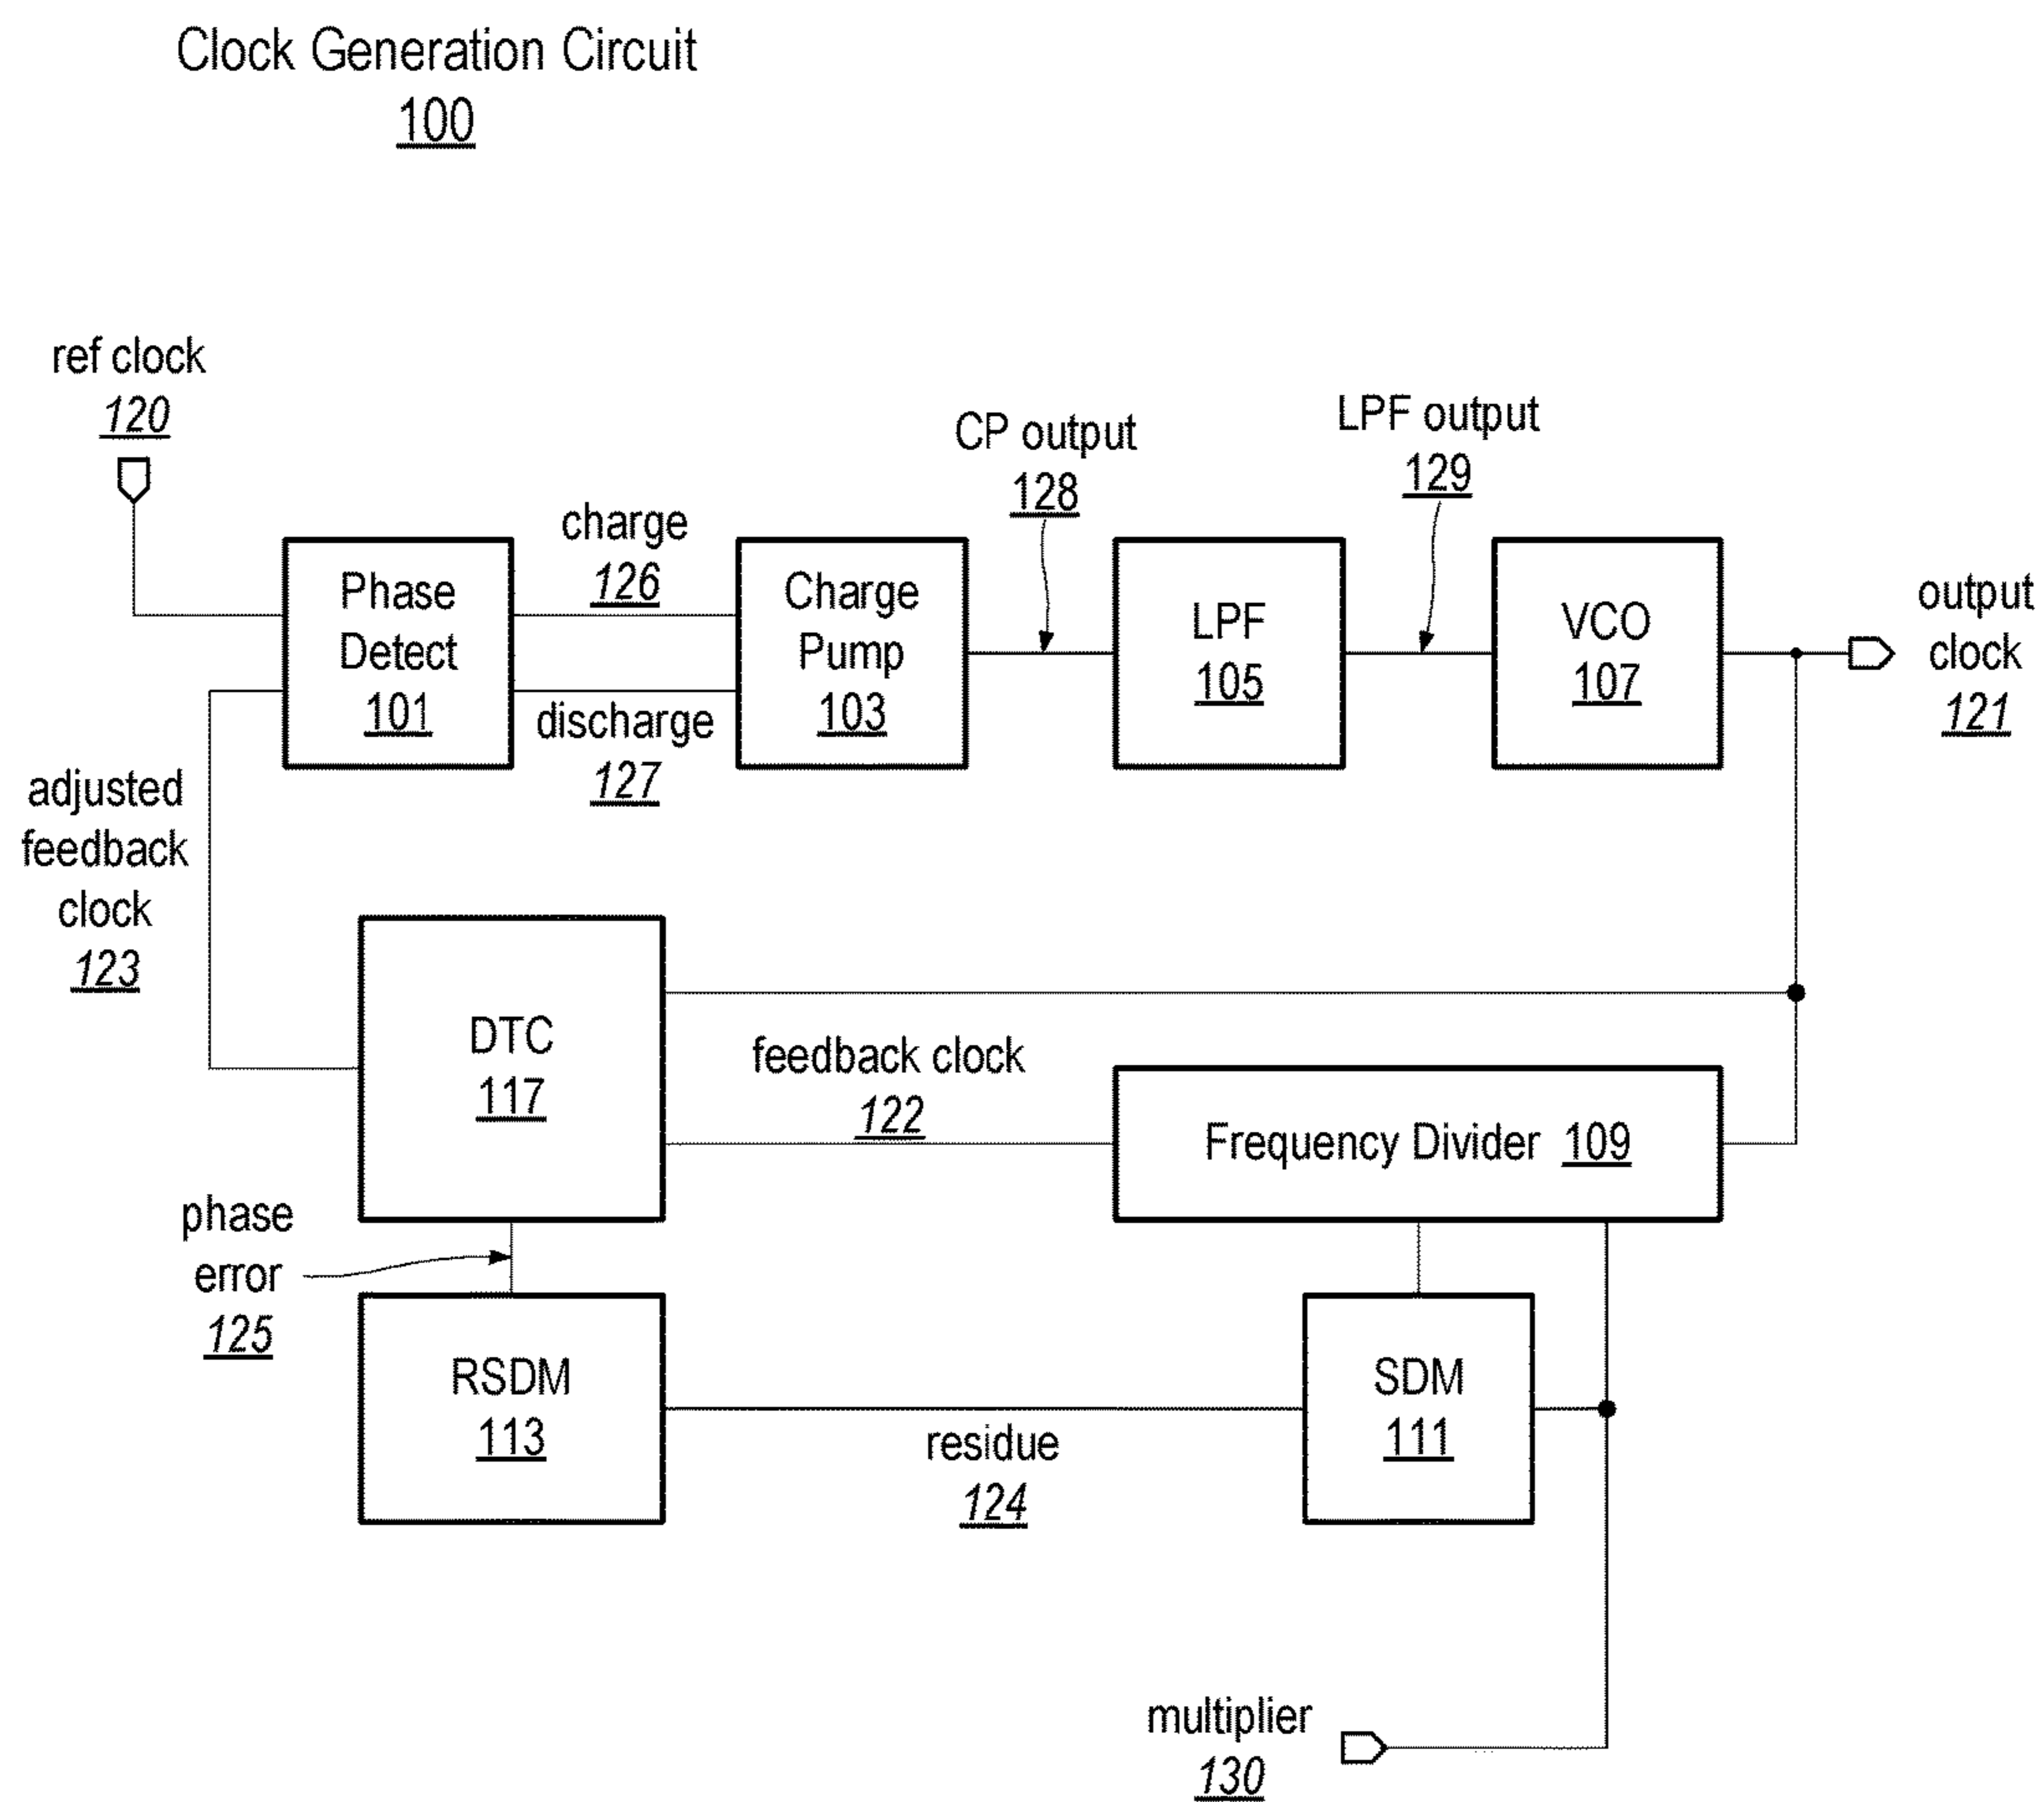 Clock Generation Circuit
100
ref clock
120
CP output
128
LPF output
129
charge
126
Phase
Detect
101
Charge
Pump
103
LPF
105
VCO
107
output
clock
121
discharge
127
adjusted
feedback
clock
123
DTC
117
feedback clock
122
Frequency Divider 109
phase
error
125
RSDM
113
residue
124
SDM
111
multiplier
130